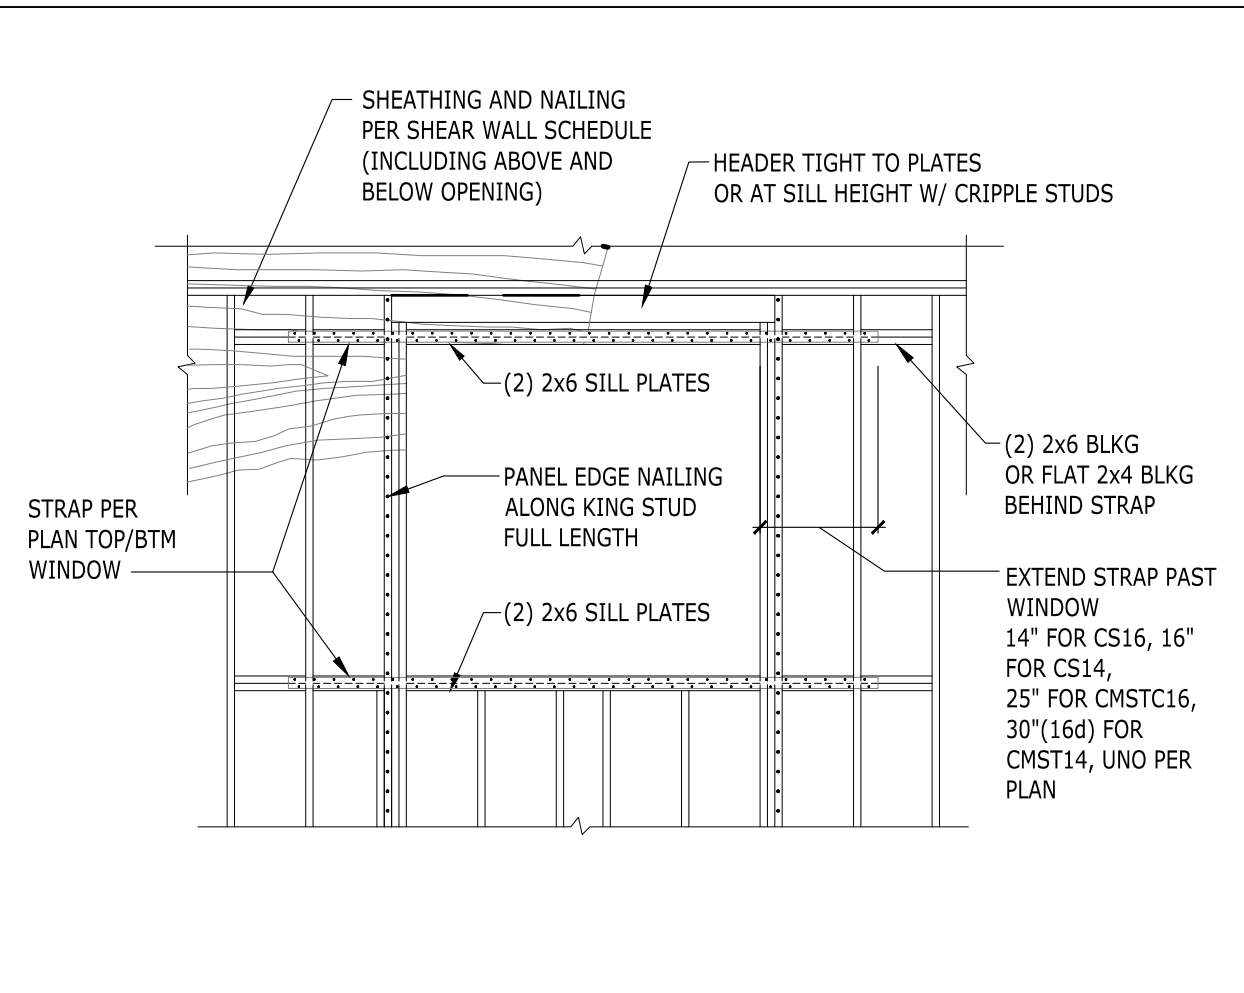 SHEATHING AND NAILING
PER SHEAR WALL SCHEDULE
(INCLUDING ABOVE AND
BELOW OPENING)
HEADER TIGHT TO PLATES
OR AT SILL HEIGHT W/ CRIPPLE STUDS
(2) 2x6 SILL PLATES
(2) 2x6 BLKG
OR FLAT 2x4 BLKG
BEHIND STRAP
PANEL EDGE NAILING
ALONG KING STUD
FULL LENGTH
STRAP PER
PLAN TOP/BTM
WINDOW
(2) 2x6 SILL PLATES
EXTEND STRAP PAST
WINDOW
14" FOR CS16, 16"
FOR CS14,
25" FOR CMSTC16,
30"(16d) FOR
CMST14, UNO PER
PLAN